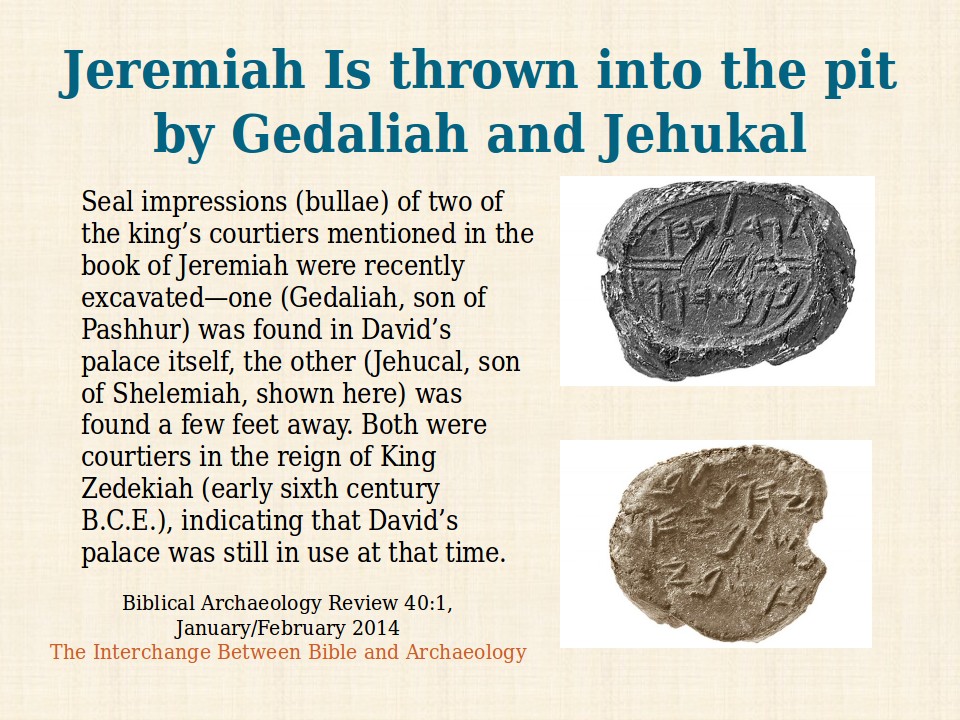 Jeremiah Is thrown into the pit
by Gedaliah and Jehukal
Seal impressions (bullae) of two of
the king’s courtiers mentioned in the
book of Jeremiah were recently
excavated—one (Gedaliah, son of
Pashhur) was found in David’s
palace itself, the other (Jehucal, son
of Shelemiah, shown here) was
found a few feet away. Both were
courtiers in the reign of King
Zedekiah (early sixth century
B.C.E.), indicating that David’s
palace was still in use at that time.
Biblical Archaeology Review 40:1,
January/February 2014
The Interchange Between Bible and Archaeology